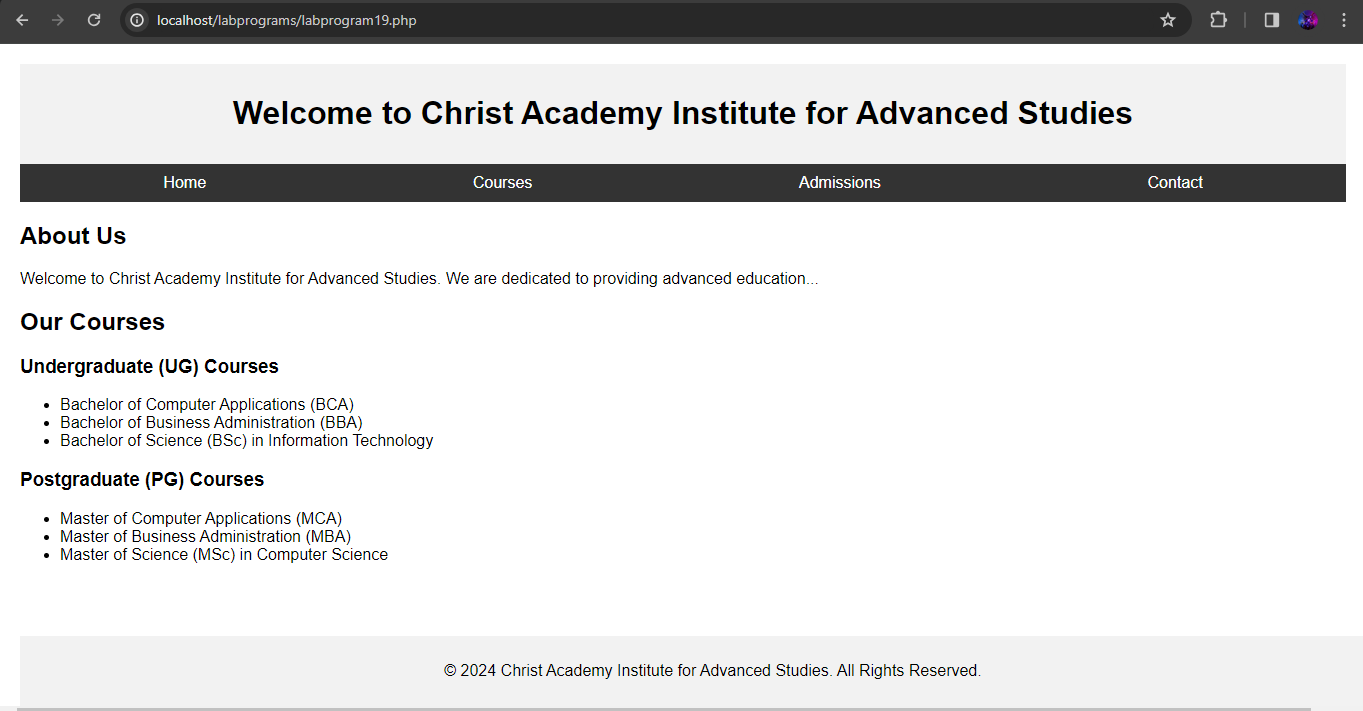 localhost/labprograms/labprogram19.php
Welcome to Christ Academy Institute for Advanced Studies
Home Courses Admissions Contact
About Us
Welcome to Christ Academy Institute for Advanced Studies. We are dedicated to providing advanced education...
Our Courses
Undergraduate (UG) Courses
• Bachelor of Computer Applications (BCA)
• Bachelor of Business Administration (BBA)
• Bachelor of Science (BSc) in Information Technology
Postgraduate (PG) Courses
• Master of Computer Applications (MCA)
• Master of Business Administration (MBA)
• Master of Science (MSc) in Computer Science
© 2024 Christ Academy Institute for Advanced Studies. All Rights Reserved.